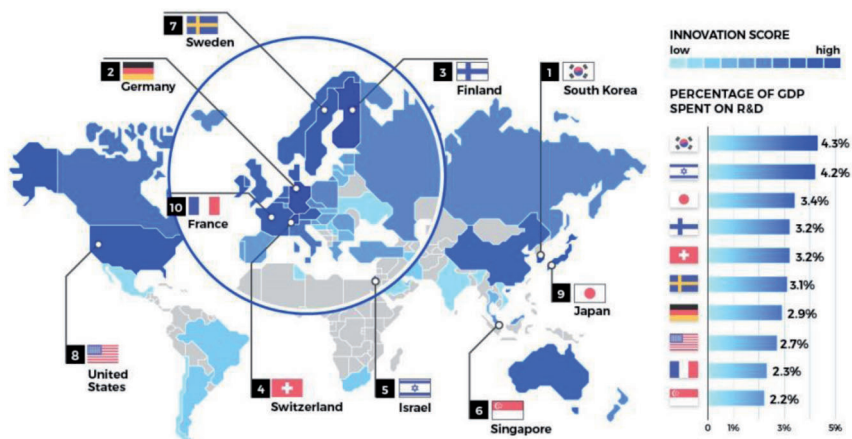 7
Sweden
2
Germany
3
Finland
1
South Korea
10
France
9
Japan
8
United
States
4
Switzerland
5
Israel
6
Singapore
INNOVATION SCORE
low high
PERCENTAGE OF GDP
SPENT ON R&D
4.3%
4.2%
3.4%
3.2%
3.2%
3.1%
2.9%
2.7%
2.3%
2.2%
0 1% 3% 5%